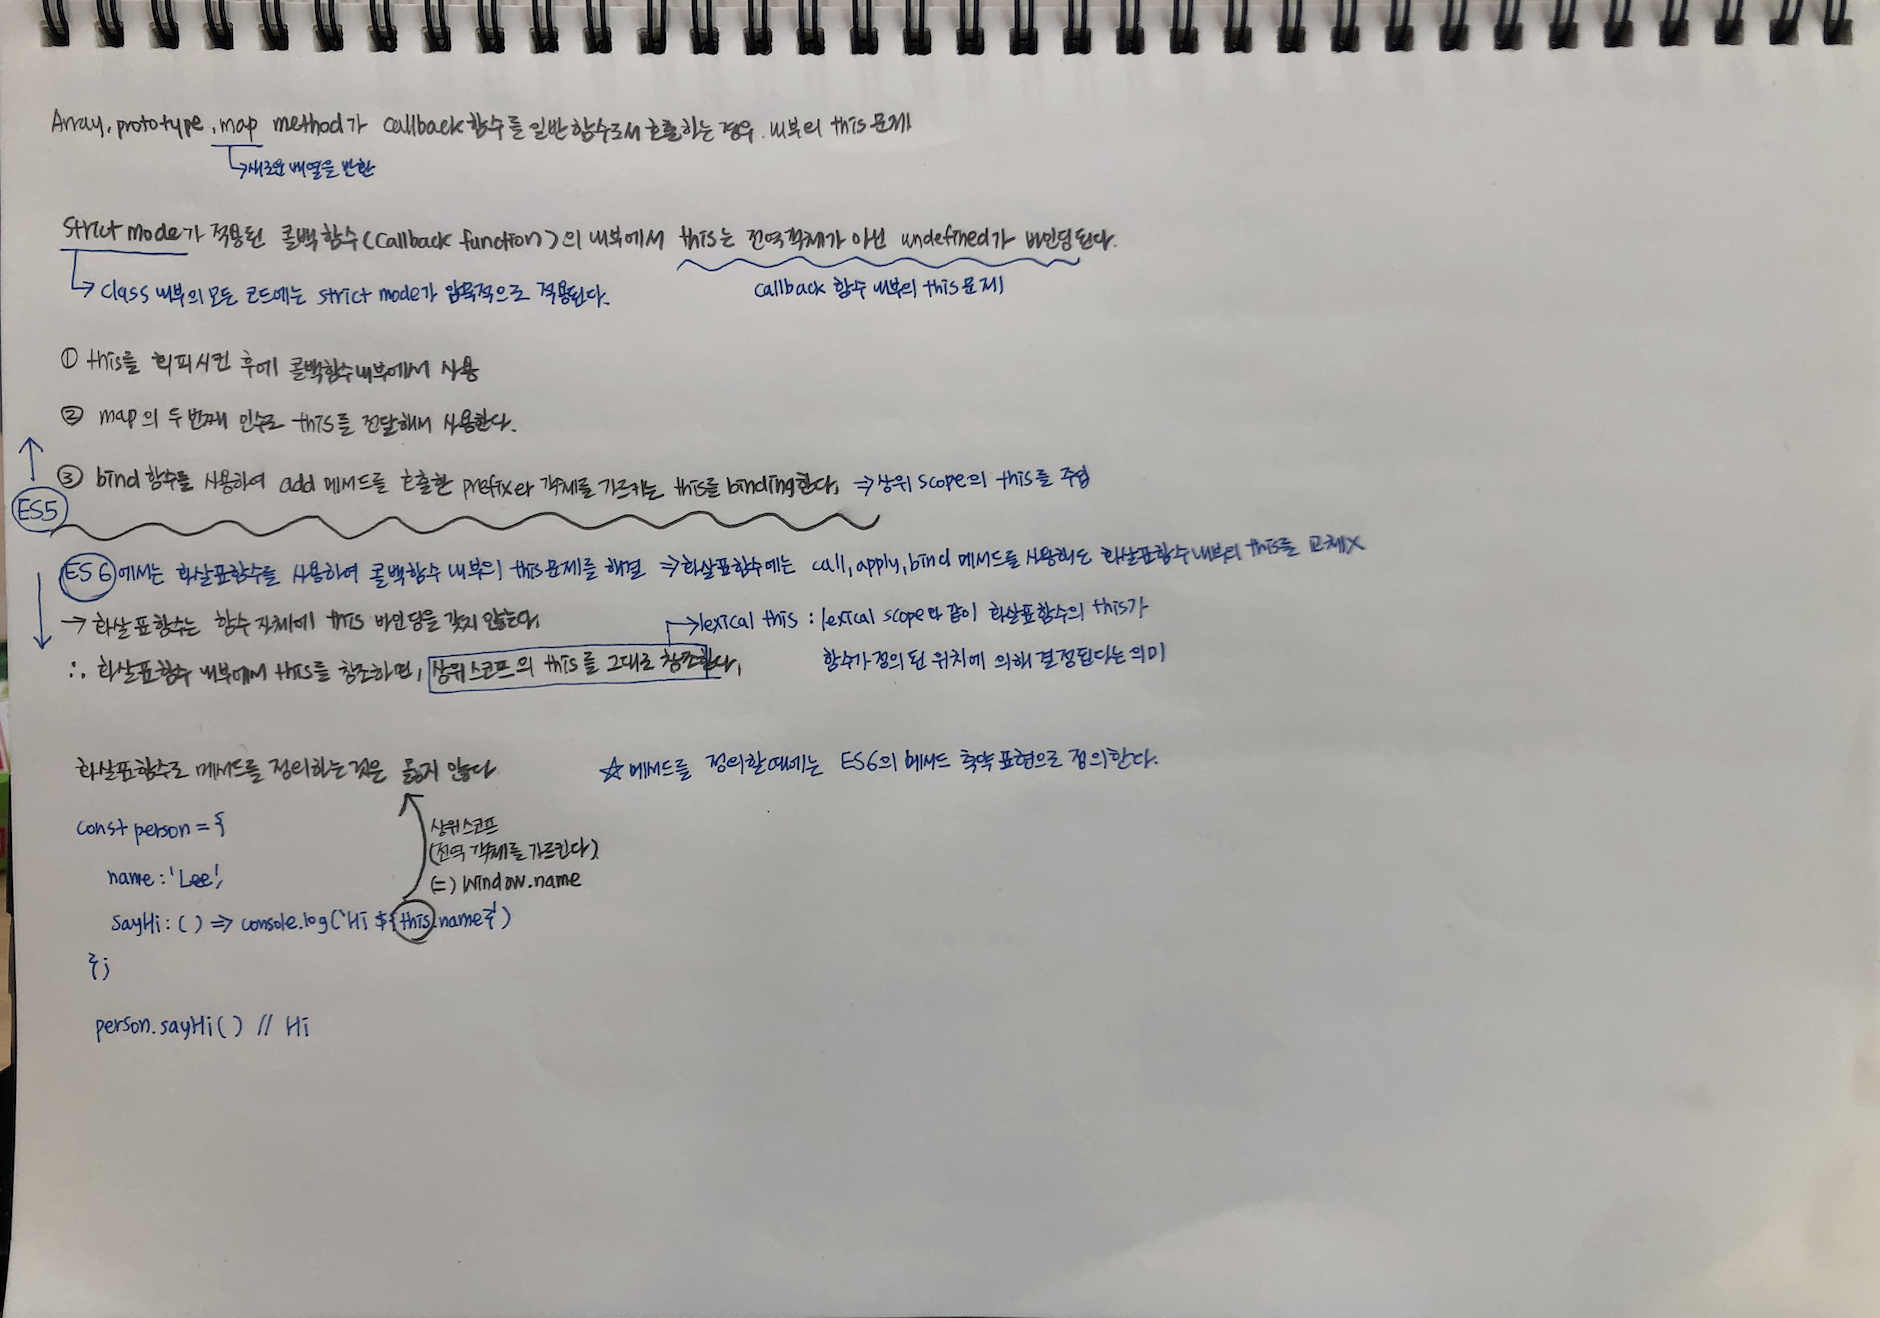 Array.prototype.map method가 callback함수를 일반함수로서 호출하는 경우. 내부의 this문제
↳새로운 배열을 반환
Strict mode가 적용된 콜백함수(callback function)의 내부에서 this는 전역객체가 아닌 undefined가 바인딩된다.
↳ class 내부의 모든 코드에는 strict mode가 암묵적으로 적용된다.
callback 함수 내부의 this문제
① this를 회피시킨 후에 콜백함수 내부에서 사용
② map의 두번째 인수로 this를 전달해서 사용한다.
③ bind함수를 사용하여 add 메서드를 호출한 prefixer 객체를 가르키는 this를 binding한다. ⇒상위 scope의 this를 주입
ES5
ES6에서는 화살표함수를 사용하여 콜백함수 내부의 this문제를 해결 ⇒화살표함수에는 call, apply, bind 메서드를 사용해도 화살표함수 내부의 this를 교체X
→ 화살표함수는 함수 자체에 this 바인딩을 갖지 않는다.
→lexical this : lexical scope와 같이 화살표함수의 this가
함수가 정의된 위치에 의해 결정된다는 의미
∴ 화살표함수 내부에서 this를 참조하면, 상위스코프의 this를 그대로 참조한다.
화살표함수로 메서드를 정의하는 것은 옳지 않다
☆ 메서드를 정의할때에는 ES6의 메서드 축약표현으로 정의한다.
const person = {
name : 'Lee',
sayHi : ( ) => console.log(`Hi ${this.name}`)
};
상위스코프
(전역 객체를 가르킨다)
(=) window.name
person.sayHi( ) // Hi